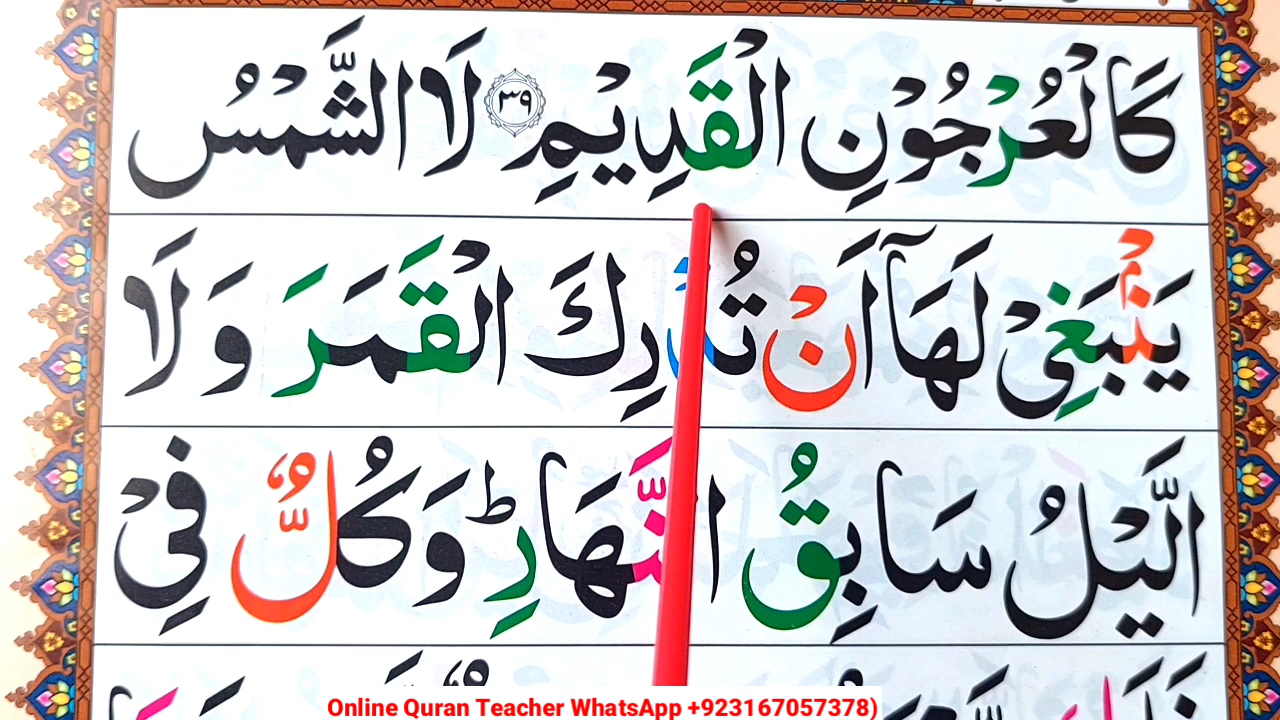 كَالْعُرْجُوْنِ الْقَدِيْمِ ﴿٣٩﴾ لَا الشَّمْسُ
يَنْۢبَغِيْ لَهَاۤ اَنْ تُدْرِكَ الْقَمَرَ وَلَا
الَّيْلُ سَابِقُ النَّهَارِؕ وَكُلٌّ فِيْ
Online Quran Teacher WhatsApp +923167057378)